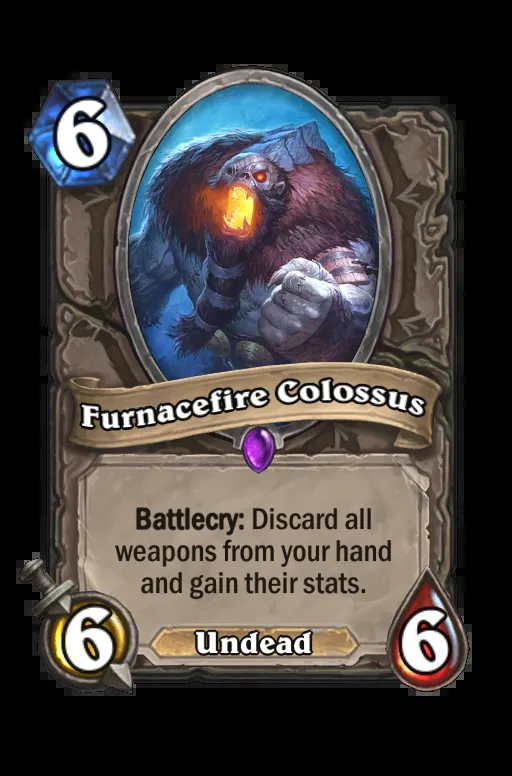 6
Furnacefire Colossus
Battlecry: Discard all
weapons from your hand
and gain their stats.
6
Undead
6